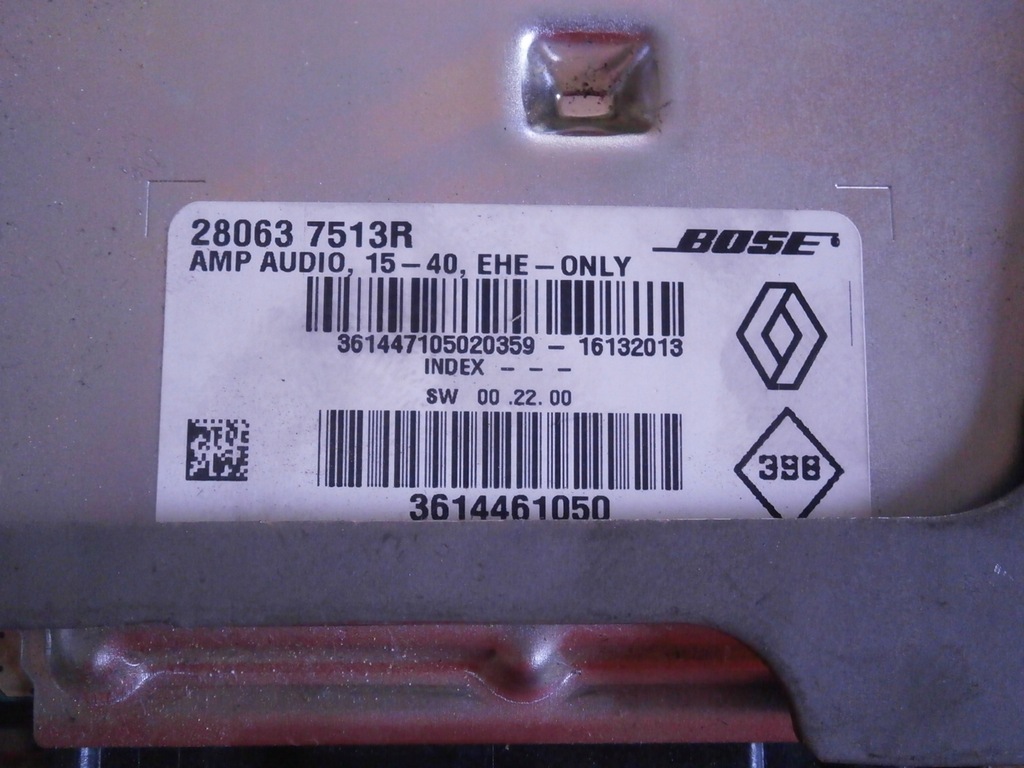 28063 7513R
BOSE
AMP AUDIO, 15-40, EHE-ONLY
361447105020359 - 16132013
INDEX - - -
SW 00 .22. 00
398
3614461050